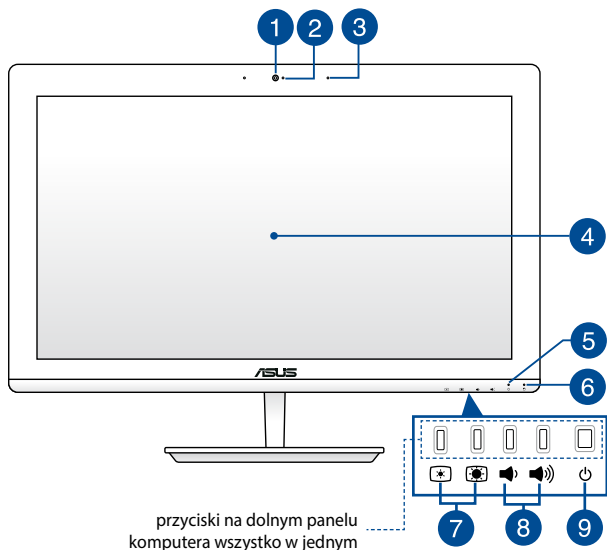 1 2 3
4
ASUS
5
6
7 8 9
przyciski na dolnym panelu
komputera wszystko w jednym